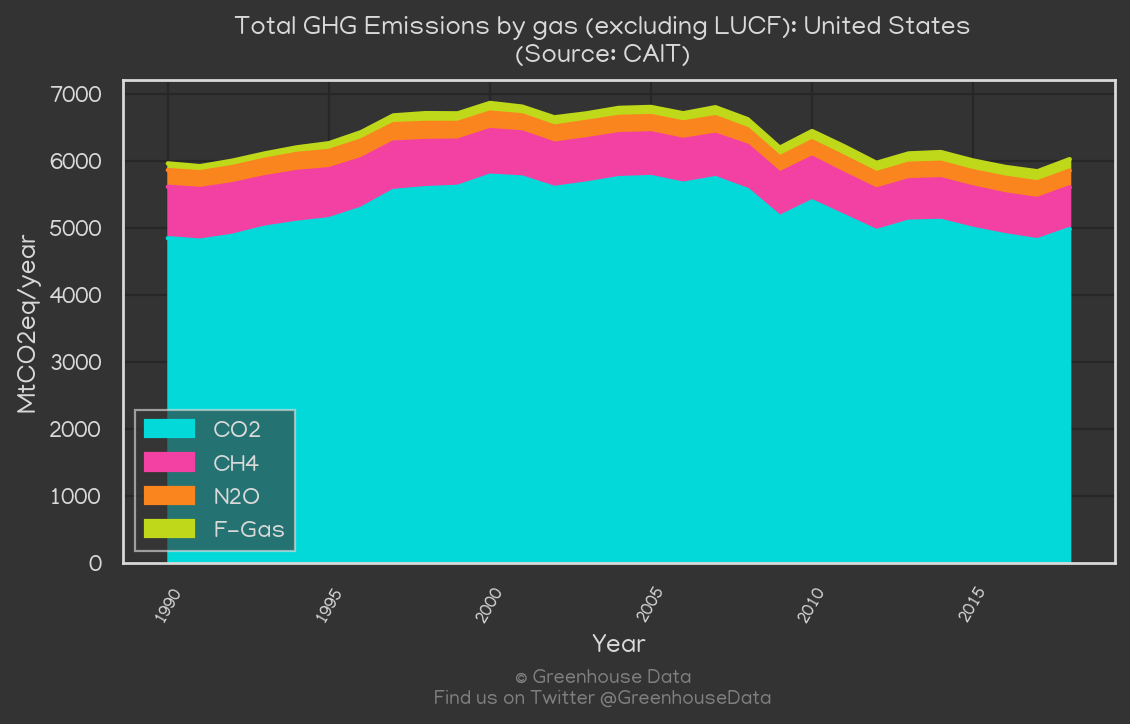 Total GHG Emissions by gas (excluding LUCF): United States
(Source: CAIT)
MtCO2eq/year
7000
6000
5000
4000
3000
2000
1000
0
CO2
CH4
N2O
F-Gas
1990
1995
2000
2005
2010
2015
Year
© Greenhouse Data
Find us on Twitter @GreenhouseData